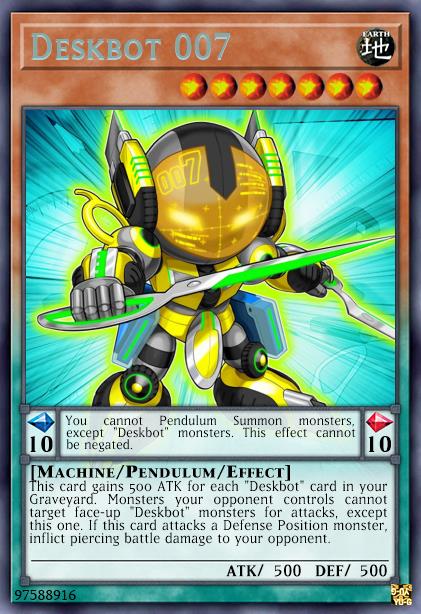 Deskbot 007
EARTH
地
007
You cannot Pendulum Summon monsters,
except "Deskbot" monsters. This effect cannot
be negated.
10
10
[Machine/Pendulum/Effect]
This card gains 500 ATK for each "Deskbot" card in your
Graveyard. Monsters your opponent controls cannot
target face-up "Deskbot" monsters for attacks, except
this one. If this card attacks a Defense Position monster,
inflict piercing battle damage to your opponent.
ATK/ 500 DEF/ 500
97588916